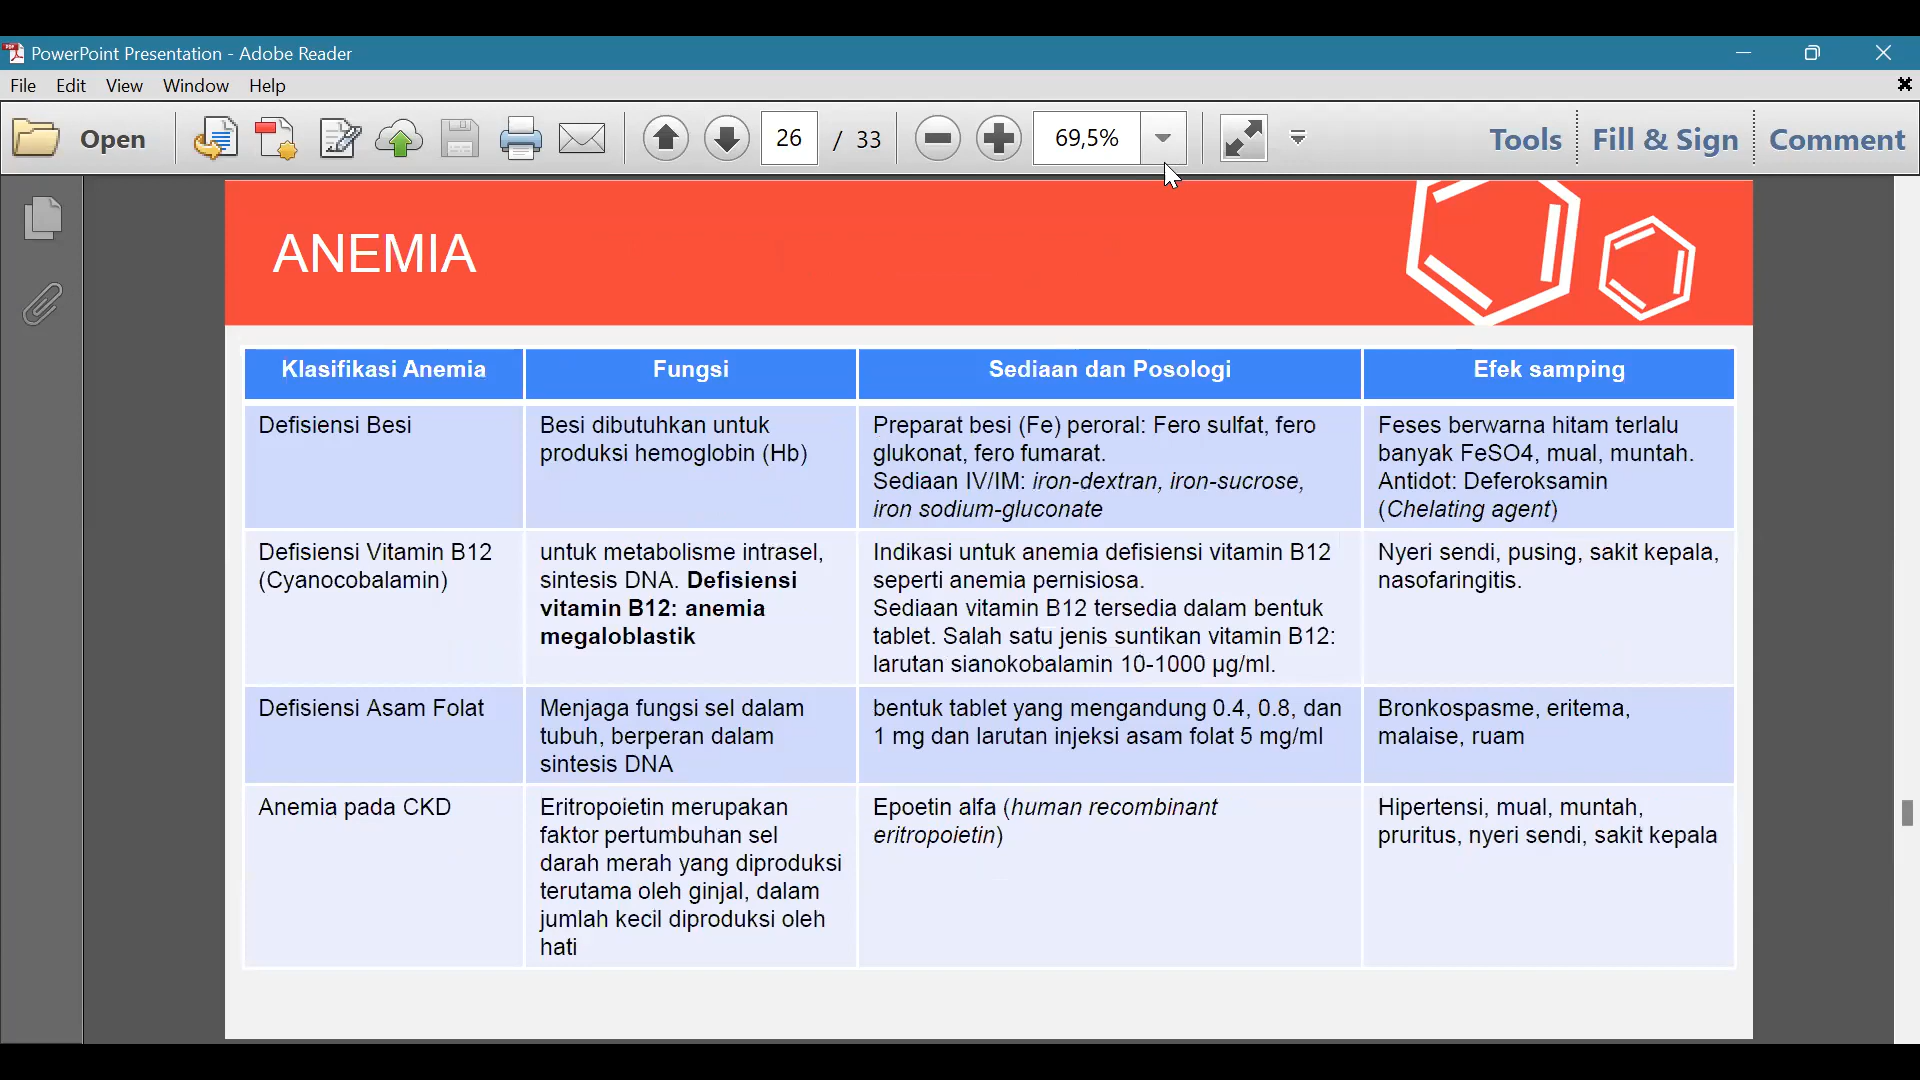 PowerPoint Presentation - Adobe Reader
File Edit View Window Help
Open 26 / 33 69,5% Tools Fill & Sign Comment
ANEMIA
Klasifikasi Anemia
Fungsi
Sediaan dan Posologi
Efek samping
Defisiensi Besi
Besi dibutuhkan untuk
produksi hemoglobin (Hb)
Preparat besi (Fe) peroral: Fero sulfat, fero
glukonat, fero fumarat.
Sediaan IV/IM: iron-dextran, iron-sucrose,
iron sodium-gluconate
Feses berwarna hitam terlalu
banyak FeSO4, mual, muntah.
Antidot: Deferoksamin
(Chelating agent)
Defisiensi Vitamin B12
(Cyanocobalamin)
untuk metabolisme intrasel,
sintesis DNA. Defisiensi
vitamin B12: anemia
megaloblastik
Indikasi untuk anemia defisiensi vitamin B12
seperti anemia pernisiosa.
Sediaan vitamin B12 tersedia dalam bentuk
tablet. Salah satu jenis suntikan vitamin B12:
larutan sianokobalamin 10-1000 µg/ml.
Nyeri sendi, pusing, sakit kepala,
nasofaringitis.
Defisiensi Asam Folat
Menjaga fungsi sel dalam
tubuh, berperan dalam
sintesis DNA
bentuk tablet yang mengandung 0.4, 0.8, dan
1 mg dan larutan injeksi asam folat 5 mg/ml
Bronkospasme, eritema,
malaise, ruam
Anemia pada CKD
Eritropoietin merupakan
faktor pertumbuhan sel
darah merah yang diproduksi
terutama oleh ginjal, dalam
jumlah kecil diproduksi oleh
hati
Epoetin alfa (human recombinant
eritropoietin)
Hipertensi, mual, muntah,
pruritus, nyeri sendi, sakit kepala